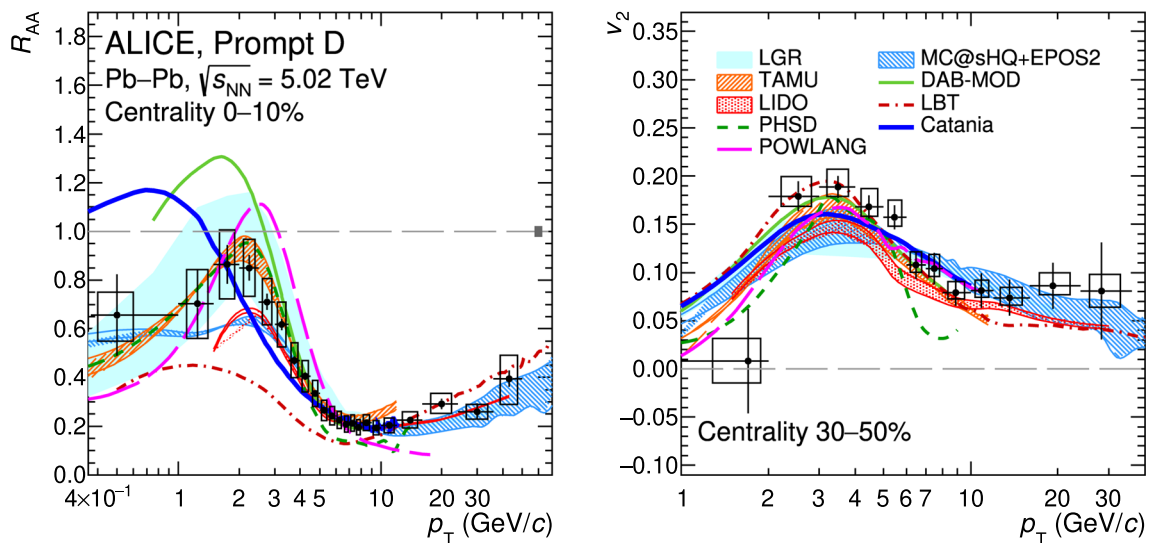 R_AA
ALICE, Prompt D
Pb–Pb, √s_NN = 5.02 TeV
Centrality 0–10%
1.8
1.6
1.4
1.2
1.0
0.8
0.6
0.4
0.2
0.0
4×10⁻¹ 1 2 3 4 5 10 20 30
p_T (GeV/c)
v₂
LGR
TAMU
LIDO
PHSD
POWLANG
MC@sHQ+EPOS2
DAB-MOD
LBT
Catania
0.35
0.30
0.25
0.20
0.15
0.10
0.05
0.00
−0.05
−0.10
Centrality 30–50%
1 2 3 4 5 6 7 10 20 30
p_T (GeV/c)